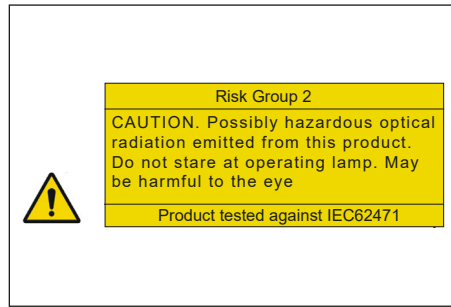 Risk Group 2
CAUTION. Possibly hazardous optical
radiation emitted from this product.
Do not stare at operating lamp. May
be harmful to the eye
Product tested against IEC62471